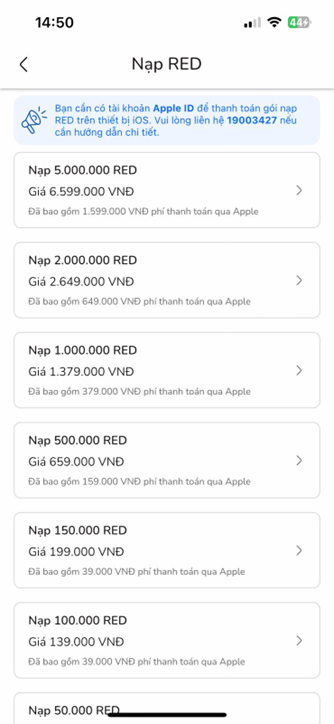 14:50
44
Nạp RED
Bạn cần có tài khoản Apple ID để thanh toán gói nạp
RED trên thiết bị iOS. Vui lòng liên hệ 19003427 nếu
cần hướng dẫn chi tiết.
Nạp 5.000.000 RED
Giá 6.599.000 VNĐ
Đã bao gồm 1.599.000 VNĐ phí thanh toán qua Apple
Nạp 2.000.000 RED
Giá 2.649.000 VNĐ
Đã bao gồm 649.000 VNĐ phí thanh toán qua Apple
Nạp 1.000.000 RED
Giá 1.379.000 VNĐ
Đã bao gồm 379.000 VNĐ phí thanh toán qua Apple
Nạp 500.000 RED
Giá 659.000 VNĐ
Đã bao gồm 159.000 VNĐ phí thanh toán qua Apple
Nạp 150.000 RED
Giá 199.000 VNĐ
Đã bao gồm 39.000 VNĐ phí thanh toán qua Apple
Nạp 100.000 RED
Giá 139.000 VNĐ
Đã bao gồm 39.000 VNĐ phí thanh toán qua Apple
Nạp 50.000 RED